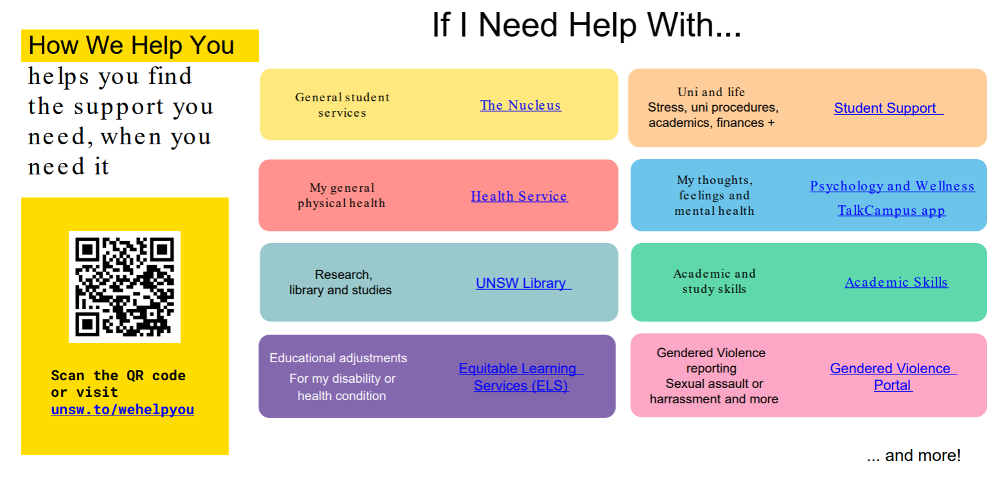 If I Need Help With...
How We Help You
helps you find
the support you
need, when you
need it
Scan the QR code
or visit
unsw.to/wehelpyou
General student
services
The Nucleus
Uni and life
Stress, uni procedures,
academics, finances +
Student Support
My general
physical health
Health Service
My thoughts,
feelings and
mental health
Psychology and Wellness
TalkCampus app
Research,
library and studies
UNSW Library
Academic and
study skills
Academic Skills
Educational adjustments
For my disability or
health condition
Equitable Learning
Services (ELS)
Gendered Violence
reporting
Sexual assault or
harrassment and more
Gendered Violence
Portal
... and more!